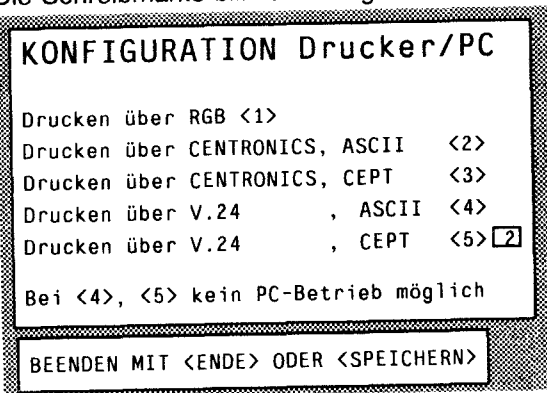 KONFIGURATION Drucker/PC
Drucken über RGB <1>
Drucken über CENTRONICS, ASCII <2>
Drucken über CENTRONICS, CEPT <3>
Drucken über V.24 , ASCII <4>
Drucken über V.24 , CEPT <5> 2
Bei <4>, <5> kein PC-Betrieb möglich
BEENDEN MIT <ENDE> ODER <SPEICHERN>